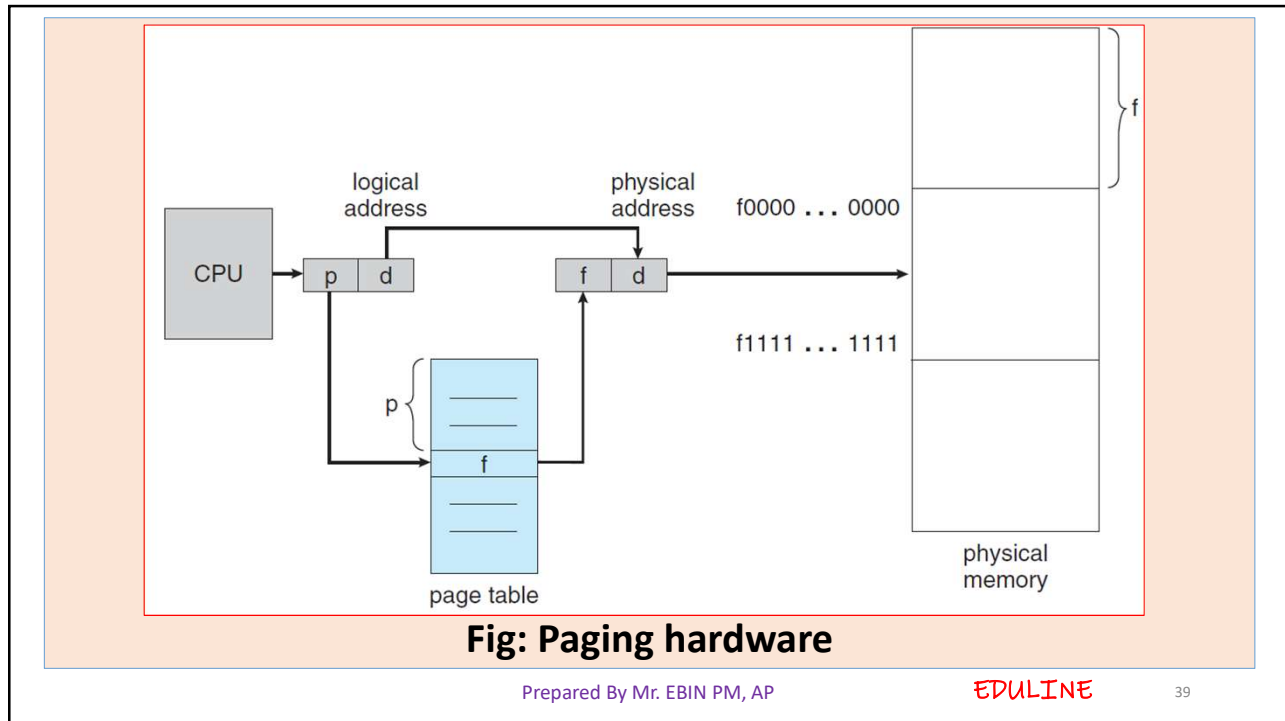 logical
address
physical
address
f0000 ... 0000
f
CPU
p d
f d
f1111 ... 1111
p
f
page table
physical
memory
Fig: Paging hardware
Prepared By Mr. EBIN PM, AP
EDULINE
39